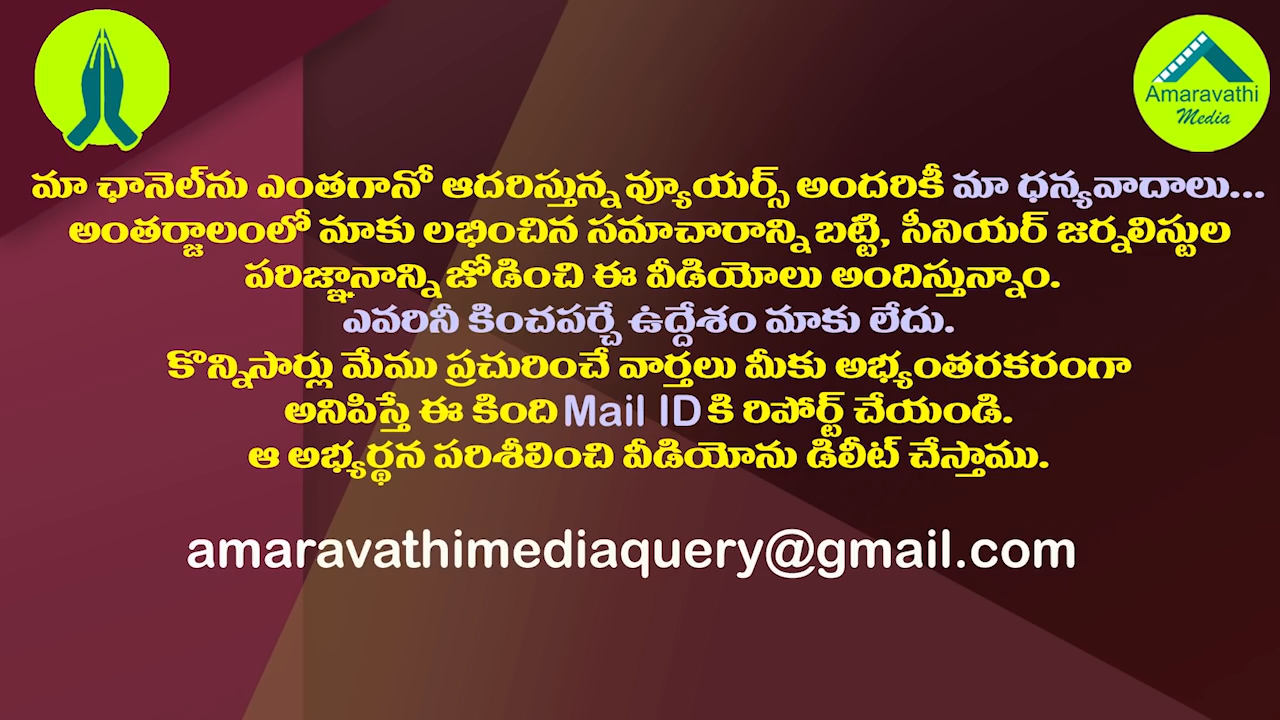 Amaravathi
Media
మా ఛానెల్‌ను ఎంతగానో ఆదరిస్తున్న వ్యూయర్స్ అందరికీ మా ధన్యవాదాలు...
అంతర్జాలంలో మాకు లభించిన సమాచారాన్ని బట్టి, సీనియర్ జర్నలిస్టుల
పరిజ్ఞానాన్ని జోడించి ఈ వీడియోలు అందిస్తున్నాం.
ఎవరినీ కించపర్చే ఉద్దేశం మాకు లేదు.
కొన్నిసార్లు మేము ప్రచురించే వార్తలు మీకు అభ్యంతరకరంగా
అనిపిస్తే ఈ కింది Mail ID కి రిపోర్ట్ చేయండి.
ఆ అభ్యర్థన పరిశీలించి వీడియోను డిలీట్ చేస్తాము.
amaravathimediaquery@gmail.com